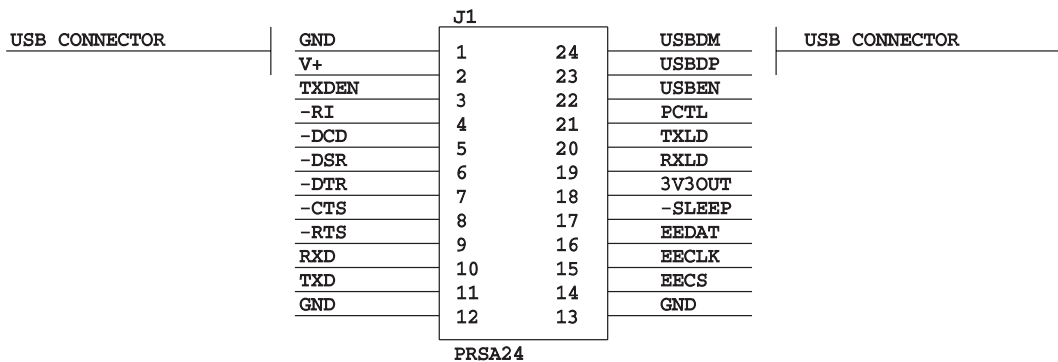 J1
USB CONNECTOR GND 1 24 USBDM USB CONNECTOR
V+ 2 23 USBDP
TXDEN 3 22 USBEN
-RI 4 21 PCTL
-DCD 5 20 TXLD
-DSR 6 19 RXLD
-DTR 7 18 3V3OUT
-CTS 8 17 -SLEEP
-RTS 9 16 EEDAT
RXD 10 15 EECLK
TXD 11 14 EECS
GND 12 13 GND
PRSA24